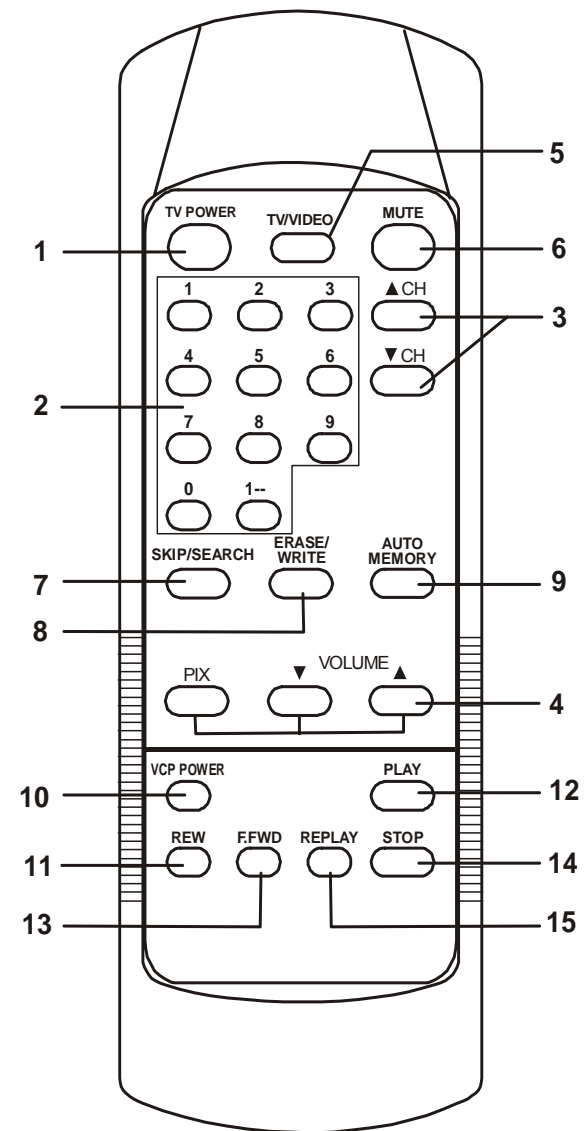 5
TV POWER TV/VIDEO MUTE
1 6
1 2 3 ▲CH
3
4 5 6 ▼CH
2
7 8 9
0 1--
SKIP/SEARCH ERASE/
WRITE AUTO
MEMORY
7 9
8
PIX ▼ VOLUME ▲
4
VCP POWER PLAY
10 12
REW F.FWD REPLAY STOP
11 14
13 15